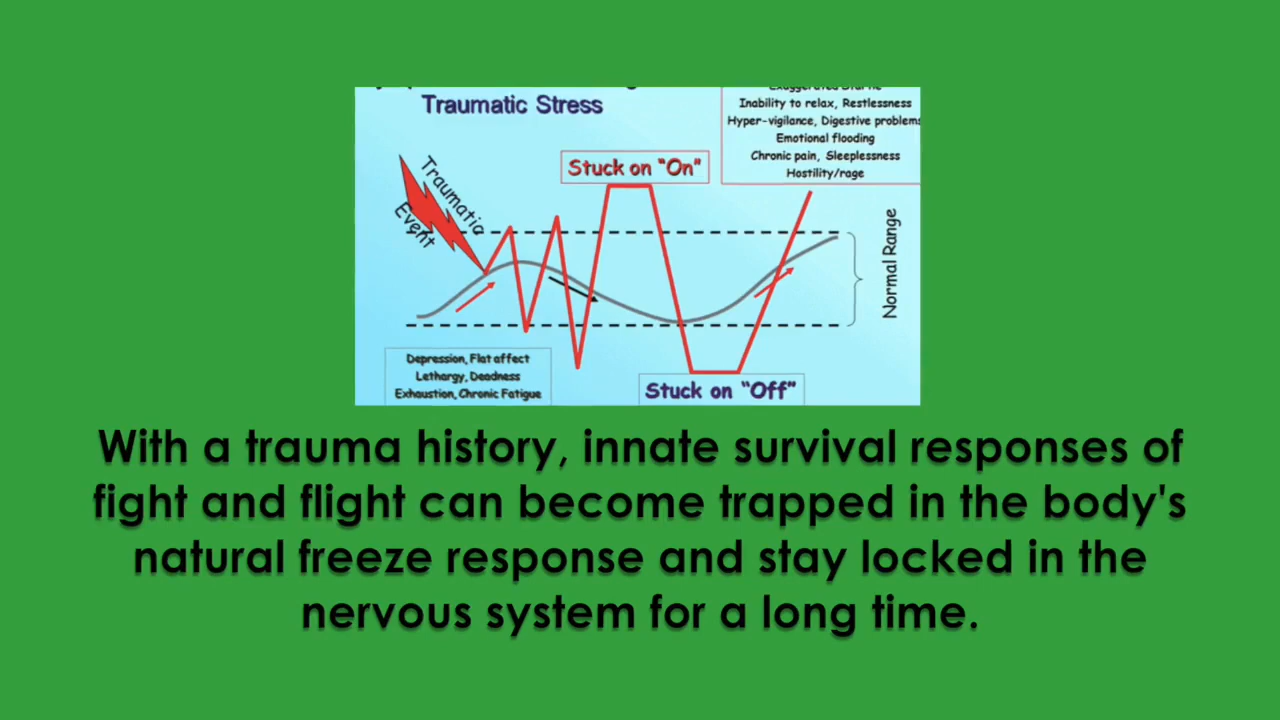 Traumatic Stress
Inability to relax, Restlessness
Hyper-vigilance, Digestive problems
Emotional flooding
Chronic pain, Sleeplessness
Hostility/rage
Stuck on "On"
Traumatic
Event
Normal Range
Depression, Flat affect
Lethargy, Deadness
Exhaustion, Chronic Fatigue
Stuck on "Off"
With a trauma history, innate survival responses of
fight and flight can become trapped in the body's
natural freeze response and stay locked in the
nervous system for a long time.